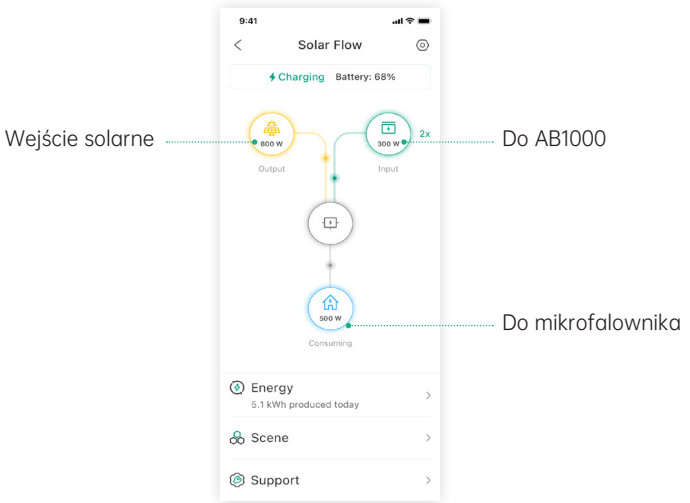 9:41
Solar Flow
Charging Battery: 68%
Wejście solarne
800 W
Output
300 W
2x
Input
Do AB1000
500 W
Consuming
Do mikrofalownika
Energy
5.1 kWh produced today
Scene
Support